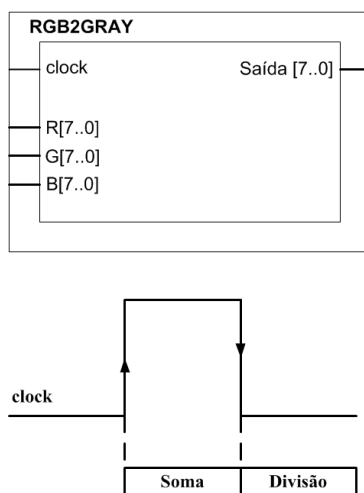 RGB2GRAY
clock Saída [7..0]
R[7..0]
G[7..0]
B[7..0]
clock
Soma Divisão